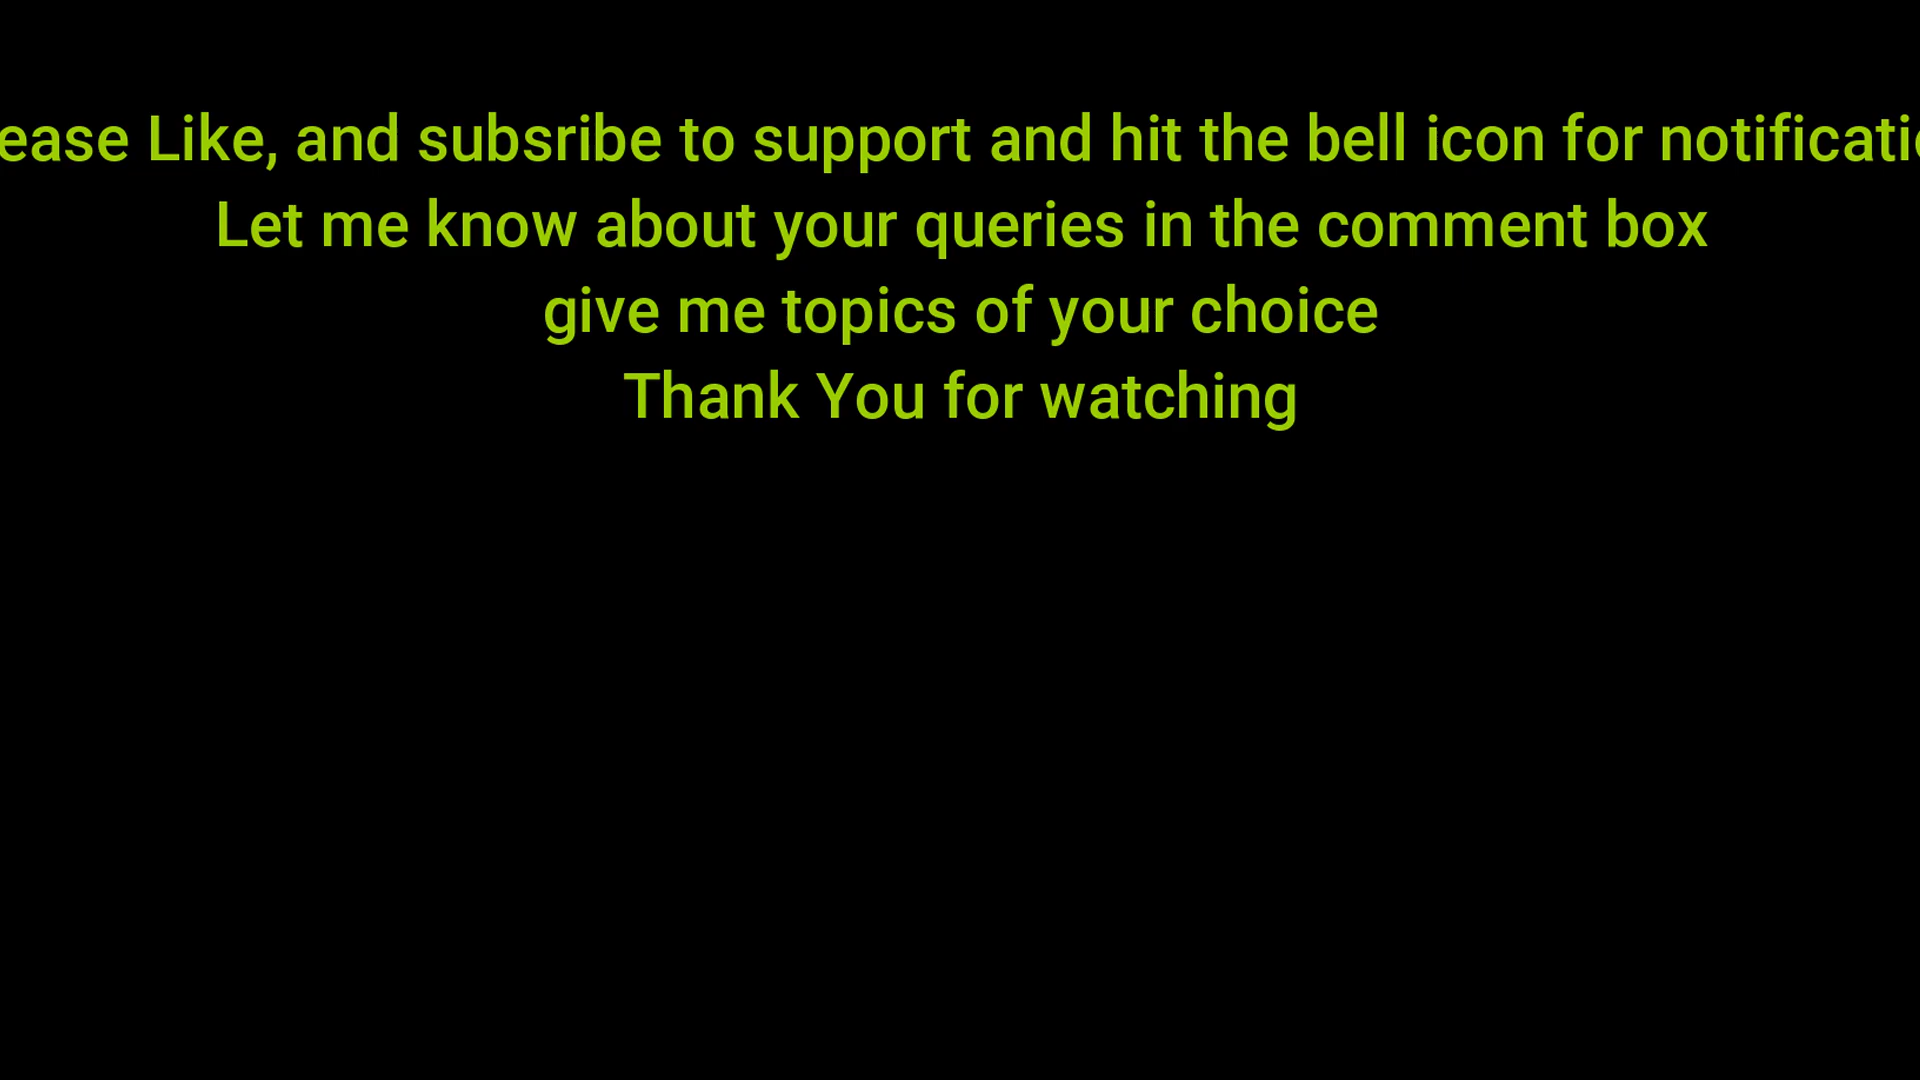 ease Like, and subsribe to support and hit the bell icon for notificatio
Let me know about your queries in the comment box
give me topics of your choice
Thank You for watching